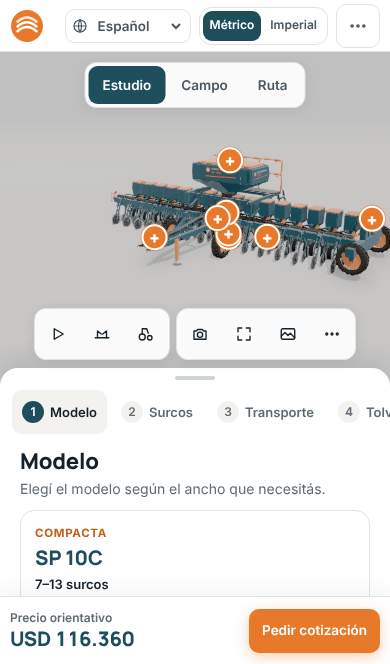 Español
Métrico
Imperial
Estudio
Campo
Ruta
1 Modelo
2 Surcos
3 Transporte
4 Tolv
Modelo
Elegí el modelo según el ancho que necesitás.
COMPACTA
SP 10C
7–13 surcos
Precio orientativo
USD 116.360
Pedir cotización